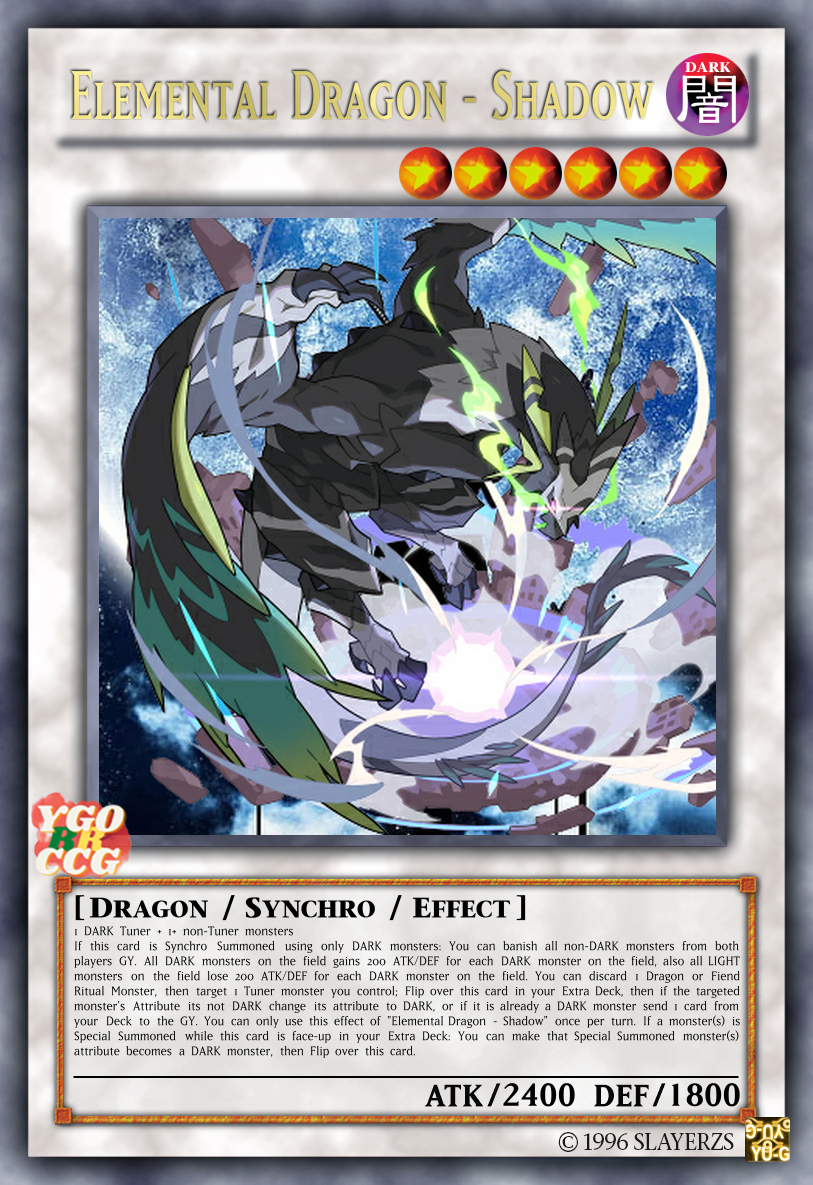 ELEMENTAL DRAGON - SHADOW
DARK
闇
YGO
RR
CCG
[ DRAGON / SYNCHRO / EFFECT ]
1 DARK Tuner + 1+ non-Tuner monsters
If this card is Synchro Summoned using only DARK monsters: You can banish all non-DARK monsters from both
players GY. All DARK monsters on the field gains 200 ATK/DEF for each DARK monster on the field, also all LIGHT
monsters on the field lose 200 ATK/DEF for each DARK monster on the field. You can discard 1 Dragon or Fiend
Ritual Monster, then target 1 Tuner monster you control; Flip over this card in your Extra Deck, then if the targeted
monster's Attribute its not DARK change its attribute to DARK, or if it is already a DARK monster send 1 card from
your Deck to the GY. You can only use this effect of "Elemental Dragon - Shadow" once per turn. If a monster(s) is
Special Summoned while this card is face-up in your Extra Deck: You can make that Special Summoned monster(s)
attribute becomes a DARK monster, then Flip over this card.
ATK/2400 DEF/1800
© 1996 SLAYERZS